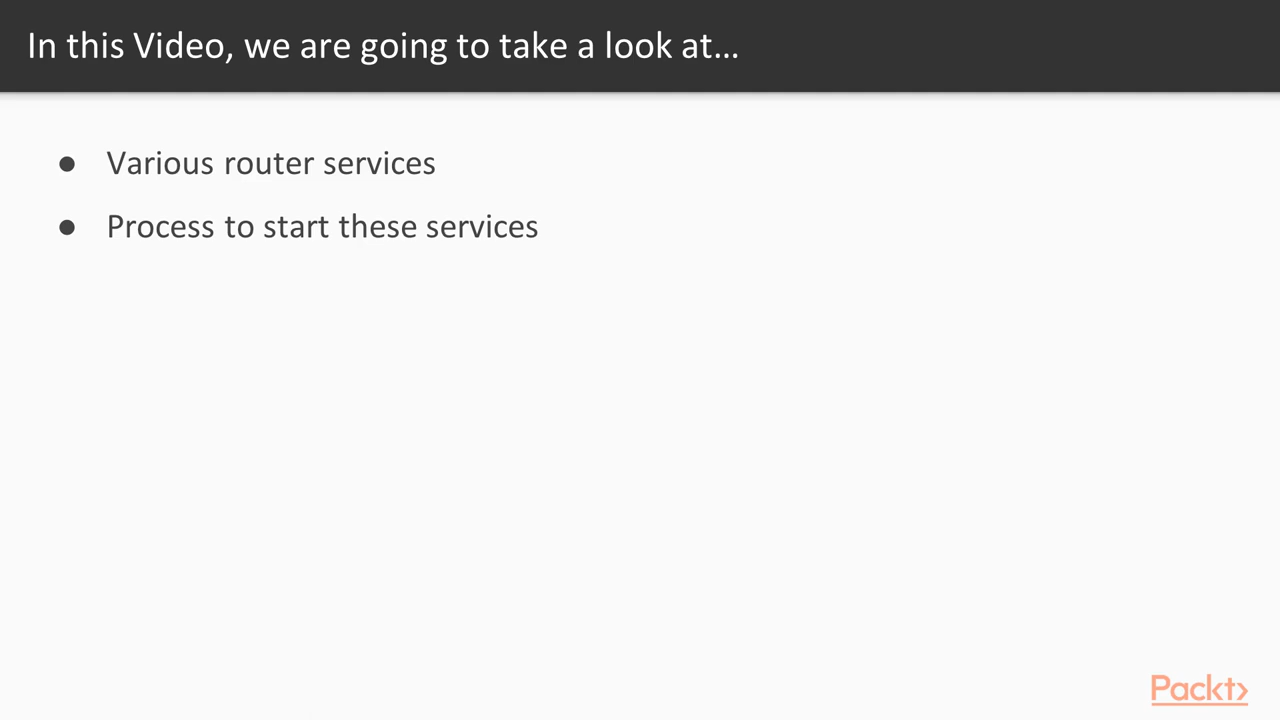 In this Video, we are going to take a look at...
● Various router services
● Process to start these services
Packt>